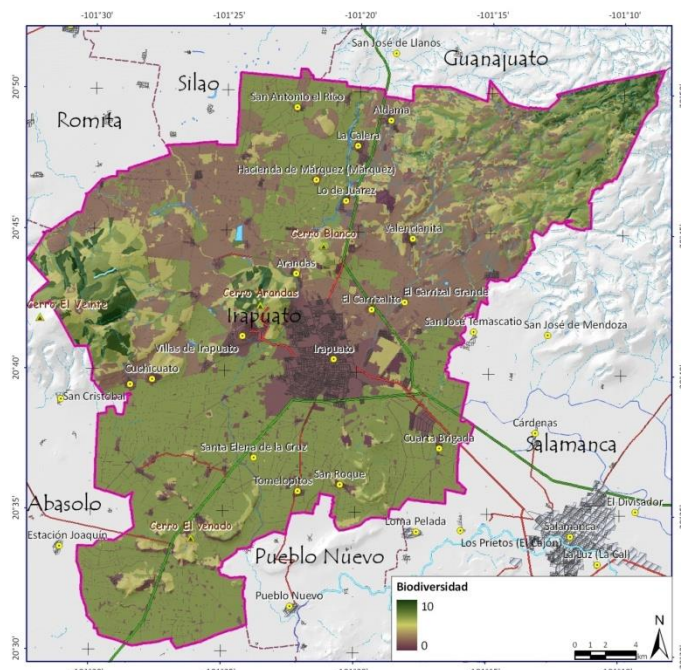 -101°30'
-101°25'
-101°20'
-101°15'
-101°10'
San José de Llanos
Guanajuato
20°50'
Silao
San Antonio el Rico
Aldama
Romita
La Calera
Hacienda de Márquez (Márquez)
Lo de Juárez
20°45'
Valencianita
Cerro Blanco
Arandas
Cerro Arandas
El Carrizal Grande
Cerro El Veinte
El Carrizalito
Irapuato
San José Temascatío
San José de Mendoza
Villas de Irapuato
Irapuato
20°40'
Cuchicuato
San Cristóbal
Cárdenas
Santa Elena de la Cruz
Cuarta Brigada
Salamanca
20°35'
Tomelopitos
San Roque
Abasolo
El Divisador
Cerro El Venado
Loma Pelada
Estación Joaquín
Salamanca
Los Prietos (El Cajón)
Pueblo Nuevo
La Luz (La Gal)
Biodiversidad
Pueblo Nuevo
10
N
0
0 1 2 4
km
20°30'